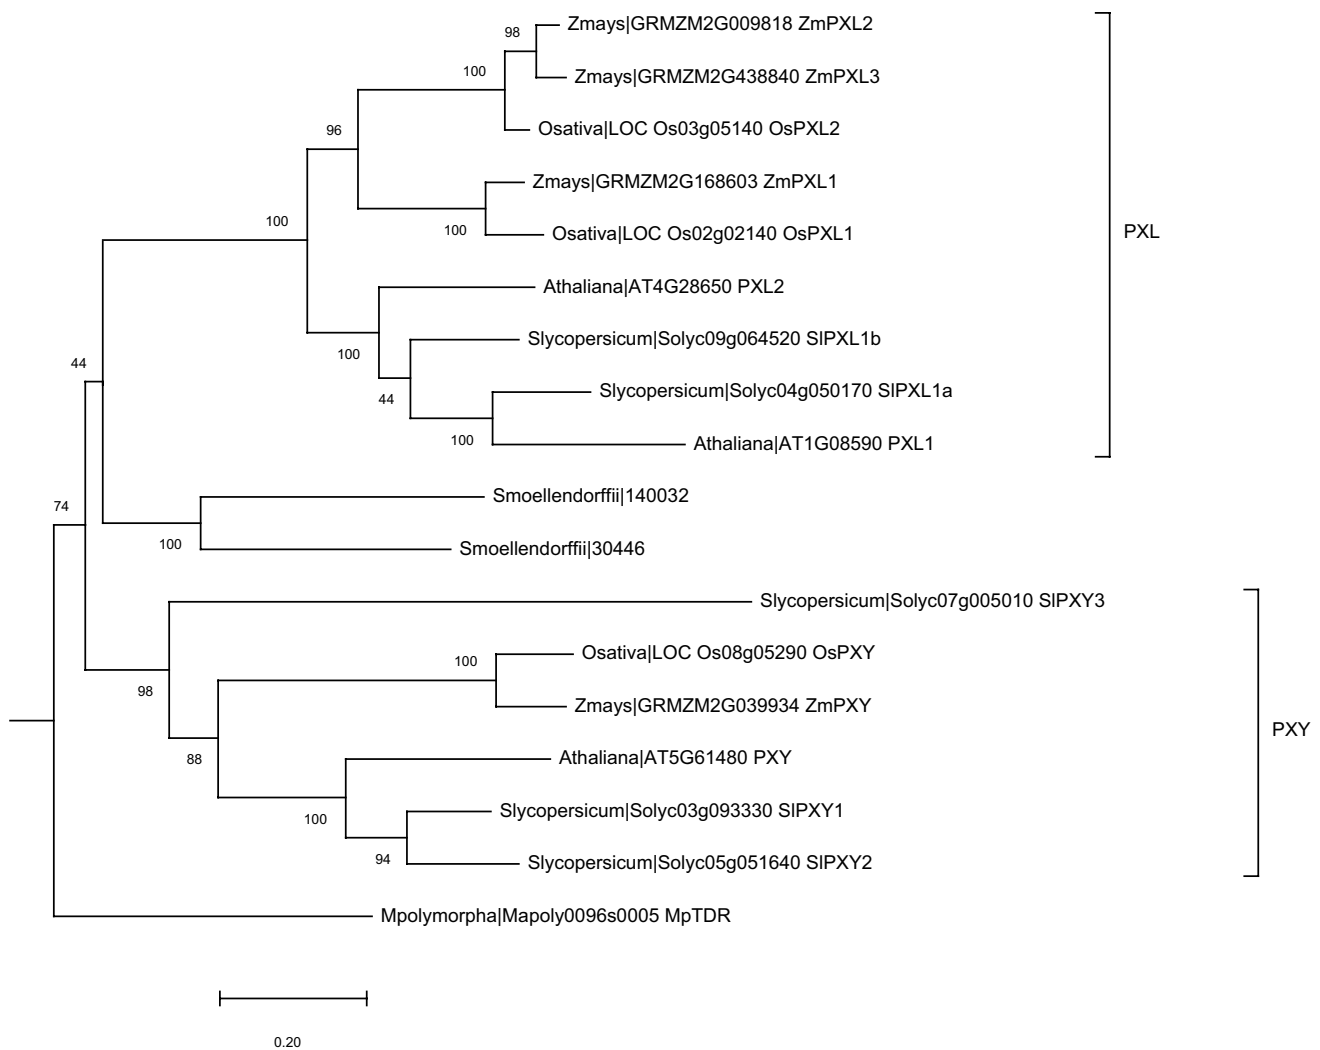 Zmays|GRMZM2G009818 ZmPXL2
98
Zmays|GRMZM2G438840 ZmPXL3
100
Osativa|LOC Os03g05140 OsPXL2
96
Zmays|GRMZM2G168603 ZmPXL1
100
Osativa|LOC Os02g02140 OsPXL1
100
PXL
Athaliana|AT4G28650 PXL2
Slycopersicum|Solyc09g064520 SlPXL1b
100
44
Slycopersicum|Solyc04g050170 SlPXL1a
44
100
Athaliana|AT1G08590 PXL1
Smoellendorffii|140032
74
100
Smoellendorffii|30446
Slycopersicum|Solyc07g005010 SlPXY3
Osativa|LOC Os08g05290 OsPXY
100
98
Zmays|GRMZM2G039934 ZmPXY
PXY
88
Athaliana|AT5G61480 PXY
Slycopersicum|Solyc03g093330 SlPXY1
100
94
Slycopersicum|Solyc05g051640 SlPXY2
Mpolymorpha|Mapoly0096s0005 MpTDR
0.20